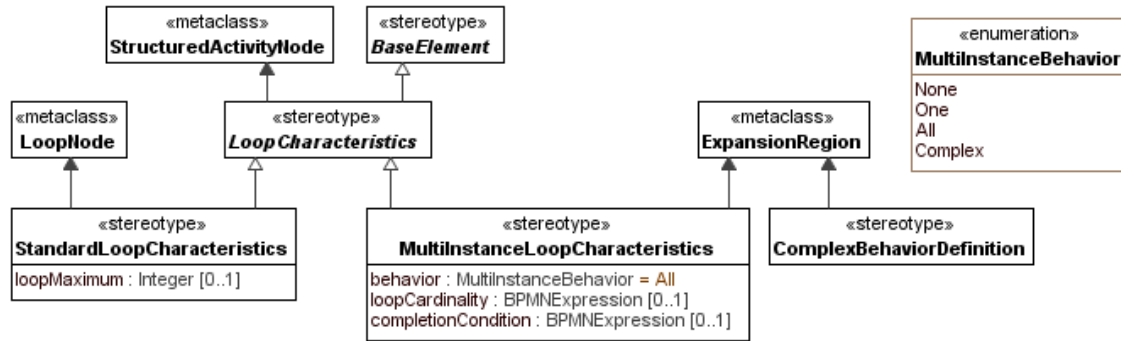 «metaclass»
StructuredActivityNode
«stereotype»
BaseElement
«enumeration»
MultiInstanceBehavior
None
One
All
Complex
«metaclass»
LoopNode
«stereotype»
LoopCharacteristics
«metaclass»
ExpansionRegion
«stereotype»
StandardLoopCharacteristics
loopMaximum : Integer [0..1]
«stereotype»
MultiInstanceLoopCharacteristics
behavior : MultiInstanceBehavior = All
loopCardinality : BPMNExpression [0..1]
completionCondition : BPMNExpression [0..1]
«stereotype»
ComplexBehaviorDefinition